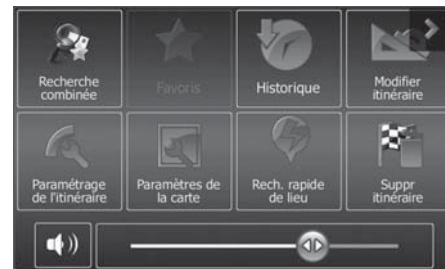 Recherche
combinée
Favoris
Historique
Modifier
itinéraire
Paramétrage
de l'itinéraire
Paramètres de
la carte
Rech. rapide
de lieu
Suppr
itinéraire